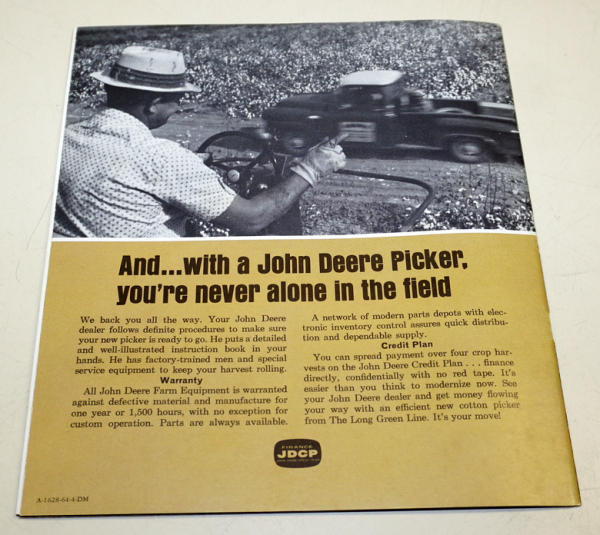 And...with a John Deere Picker,
you're never alone in the field
We back you all the way. Your John Deere
dealer follows definite procedures to make sure
your new picker is ready to go. He puts a detailed
and well-illustrated instruction book in your
hands. He has factory-trained men and special
service equipment to keep your harvest rolling.
Warranty
All John Deere Farm Equipment is warranted
against defective material and manufacture for
one year or 1,500 hours, with no exception for
custom operation. Parts are always available.
A network of modern parts depots with elec-
tronic inventory control assures quick distribu-
tion and dependable supply.
Credit Plan
You can spread payment over four crop har-
vests on the John Deere Credit Plan . . . finance
directly, confidentially with no red tape. It's
easier than you think to modernize now. See
your John Deere dealer and get money flowing
your way with an efficient new cotton picker
from The Long Green Line. It's your move!
FINANCE
JDCP
A-1628-64-4-DM